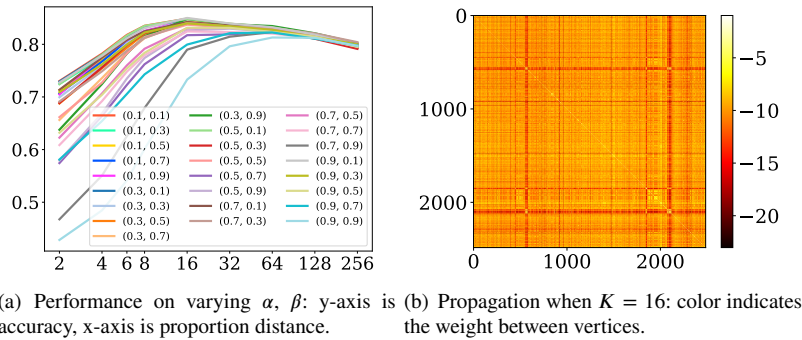 0.8
0.7
0.6
0.5
2 4 6 8 16 32 64 128 256
(0.1, 0.1) (0.3, 0.9) (0.7, 0.5)
(0.1, 0.3) (0.5, 0.1) (0.7, 0.7)
(0.1, 0.5) (0.5, 0.3) (0.7, 0.9)
(0.1, 0.7) (0.5, 0.5) (0.9, 0.1)
(0.1, 0.9) (0.5, 0.7) (0.9, 0.3)
(0.3, 0.1) (0.5, 0.9) (0.9, 0.5)
(0.3, 0.3) (0.7, 0.1) (0.9, 0.7)
(0.3, 0.5) (0.7, 0.3) (0.9, 0.9)
(0.3, 0.7)
0
1000
2000
0 1000 2000
−5
−10
−15
−20
(a) Performance on varying α, β: y-axis is
accuracy, x-axis is proportion distance.
(b) Propagation when K = 16: color indicates
the weight between vertices.